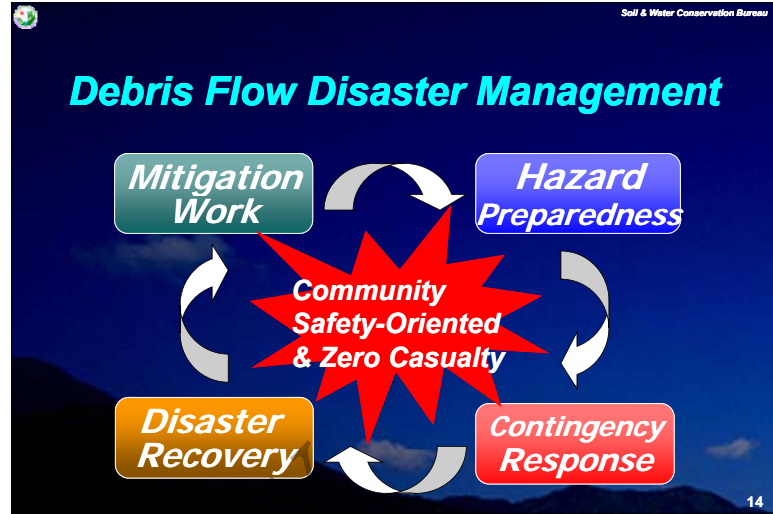 Soil & Water Conservation Bureau
Debris Flow Disaster Management
Mitigation
Work
Hazard
Preparedness
Community
Safety-Oriented
& Zero Casualty
Disaster
Recovery
Contingency
Response
14